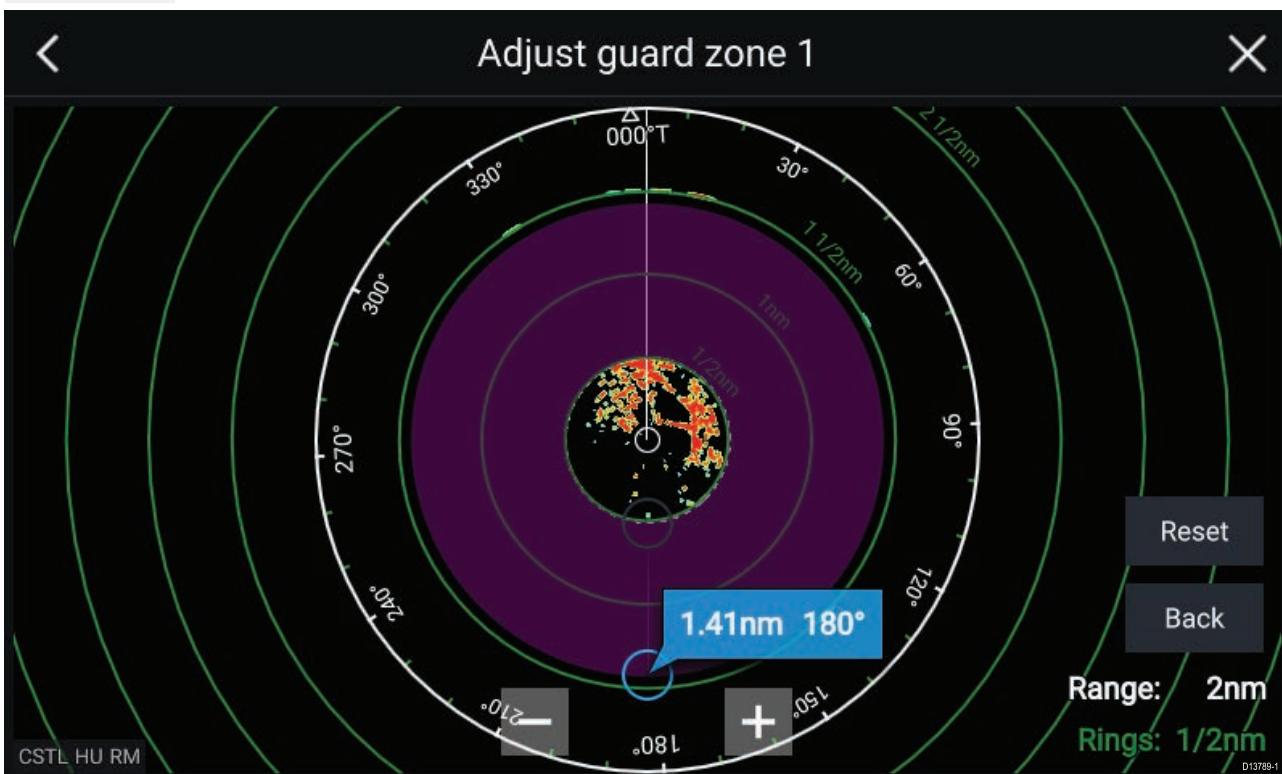 Adjust guard zone 1
000°T
30°
60°
90°
120°
150°
180°
210°
240°
270°
300°
330°
2 1/2nm
1 1/2nm
1nm
1/2nm
1.41nm 180°
Reset
Back
Range: 2nm
Rings: 1/2nm
CSTL HU RM
D13789-1